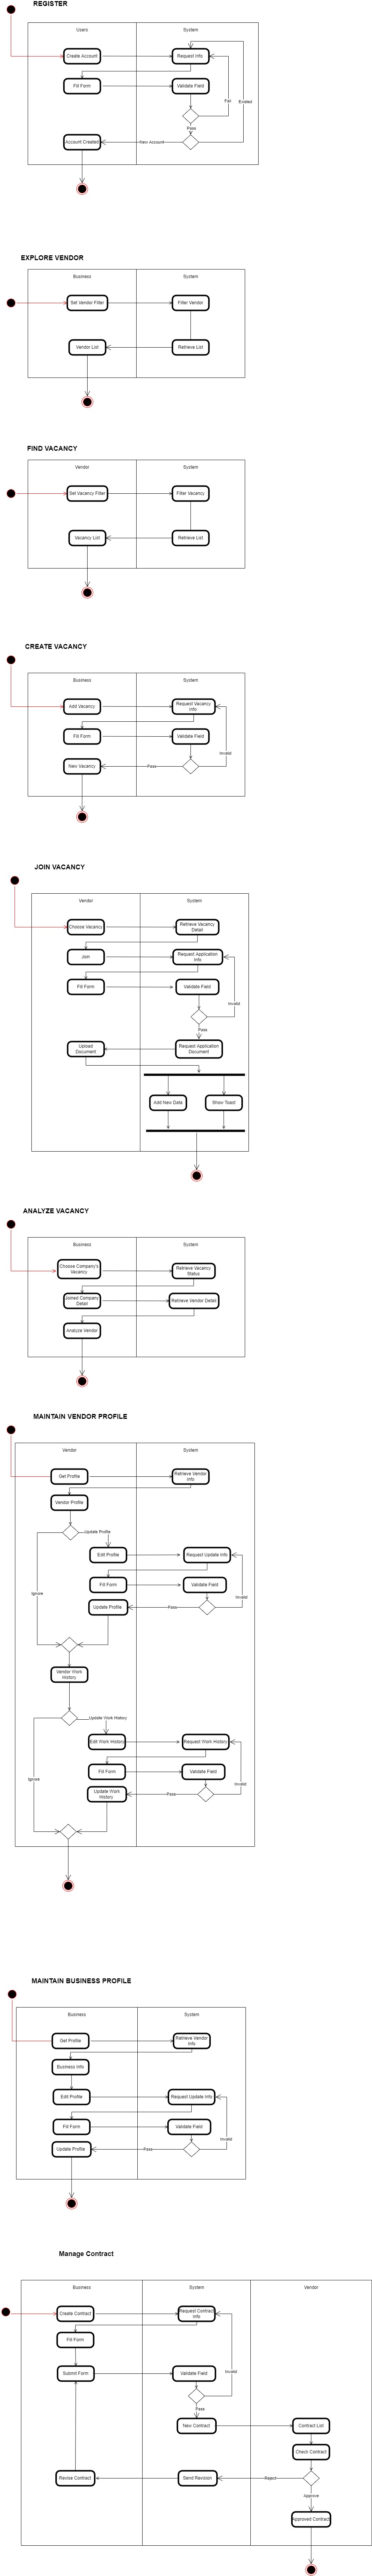 REGISTER
Users
System
Create Account
Request Info
Fill Form
Validate Field
Fail
Existed
Pass
Account Created
New Account
EXPLORE VENDOR
Business
System
Set Vendor Filter
Filter Vendor
Vendor List
Retrieve List
FIND VACANCY
Vendor
System
Set Vacancy Filter
Filter Vacancy
Vacancy List
Retrieve List
CREATE VACANCY
Business
System
Add Vacancy
Request Vacancy
Info
Fill Form
Validate Field
Invalid
New Vacancy
Pass
JOIN VACANCY
Vendor
System
Choose Vacancy
Retrieve Vacancy
Detail
Join
Request Application
Info
Fill Form
Validate Field
Invalid
Pass
Upload
Document
Request Application
Document
Add New Data
Show Toast
ANALYZE VACANCY
Business
System
Choose Company's
Vacancy
Retrieve Vacancy
Status
Joined Company
Detail
Retrieve Vendor Detail
Analyze Vendor
MAINTAIN VENDOR PROFILE
Vendor
System
Get Profile
Retrieve Vendor
Info
Vendor Profile
Update Profile
Edit Profile
Request Update Info
Fill Form
Validate Field
Ignore
Invalid
Update Profile
Pass
Vendor Work
History
Update Work History
Edit Work History
Request Work History
Fill Form
Validate Field
Ignore
Invalid
Update Work
History
Pass
MAINTAIN BUSINESS PROFILE
Business
System
Get Profile
Retrieve Vendor
Info
Business Info
Edit Profile
Request Update Info
Fill Form
Validate Field
Invalid
Update Profile
Pass
Manage Contract
Business
System
Vendor
Create Contract
Request Contract
Info
Fill Form
Submit Form
Validate Field
Invalid
Pass
New Contract
Contract List
Check Contract
Revise Contract
Send Revision
Reject
Approve
Approved Contract